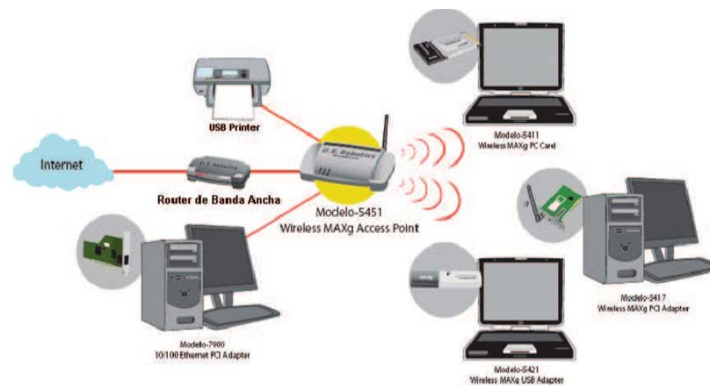 USB Printer
Internet
U.S. Robotics
U.S. Robotics
Router de Banda Ancha
Modelo-5451
Wireless MAXg Access Point
Modelo-7900
10/100 Ethernet PCI Adapter
Modelo-5411
Wireless MAXg PC Card
Modelo-5417
Wireless MAXg PCI Adapter
Modelo-5421
Wireless MAXg USB Adapter